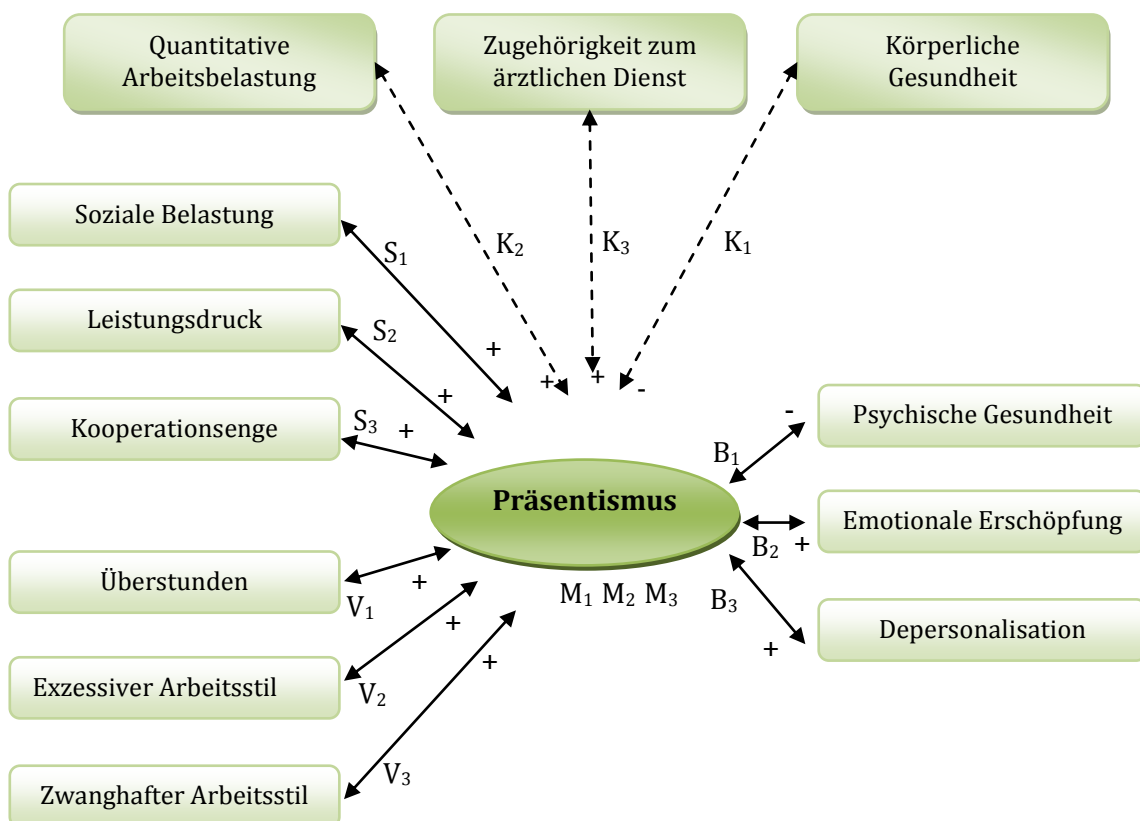 Quantitative
Arbeitsbelastung
Zugehörigkeit zum
ärztlichen Dienst
Körperliche
Gesundheit
Soziale Belastung
S₁
K₂
K₃
K₁
Leistungsdruck
S₂
+
+
+
-
+
Kooperationsenge
S₃
+
-
Psychische Gesundheit
B₁
Präsentismus
Emotionale Erschöpfung
B₂
+
Überstunden
V₁
+
M₁ M₂ M₃
B₃
+
Depersonalisation
+
Exzessiver Arbeitsstil
V₂
+
V₃
Zwanghafter Arbeitsstil